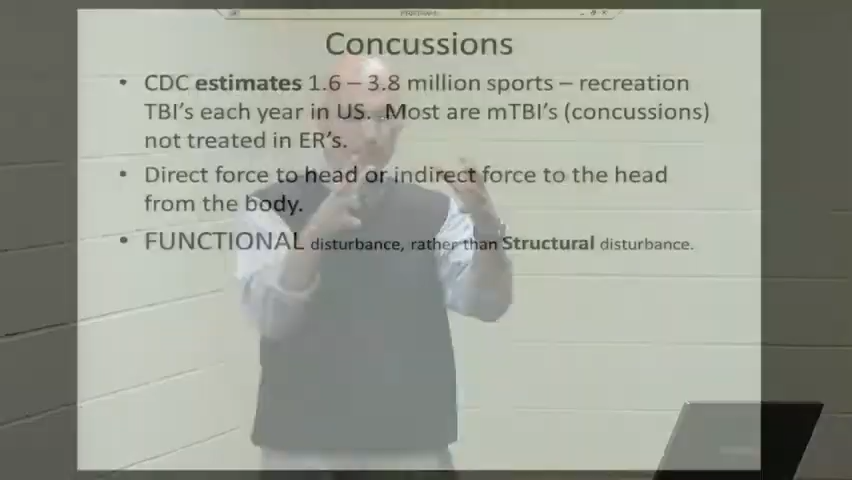 Concussions
• CDC estimates 1.6 – 3.8 million sports – recreation
TBI's each year in US. Most are mTBI's (concussions)
not treated in ER's.
• Direct force to head or indirect force to the head
from the body.
• FUNCTIONAL disturbance, rather than Structural disturbance.